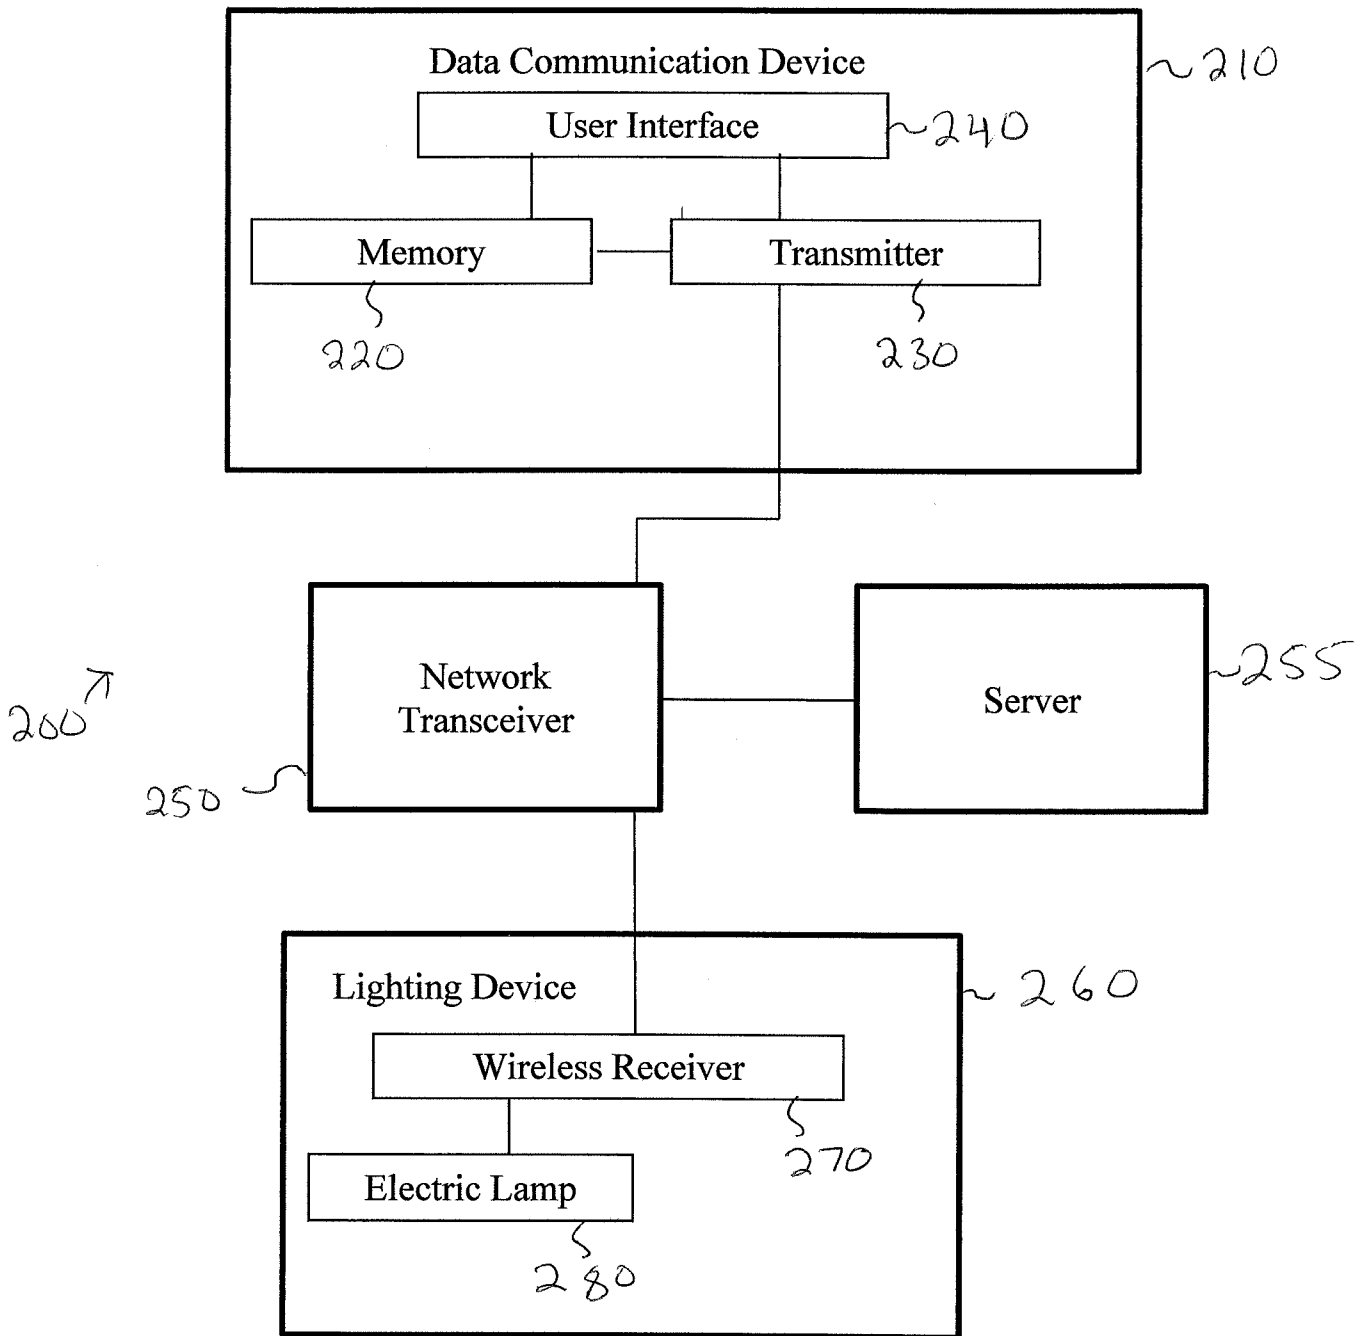 Data Communication Device
210
User Interface
240
Memory
Transmitter
220
230
Network
Transceiver
Server
255
200
250
Lighting Device
260
Wireless Receiver
270
Electric Lamp
280